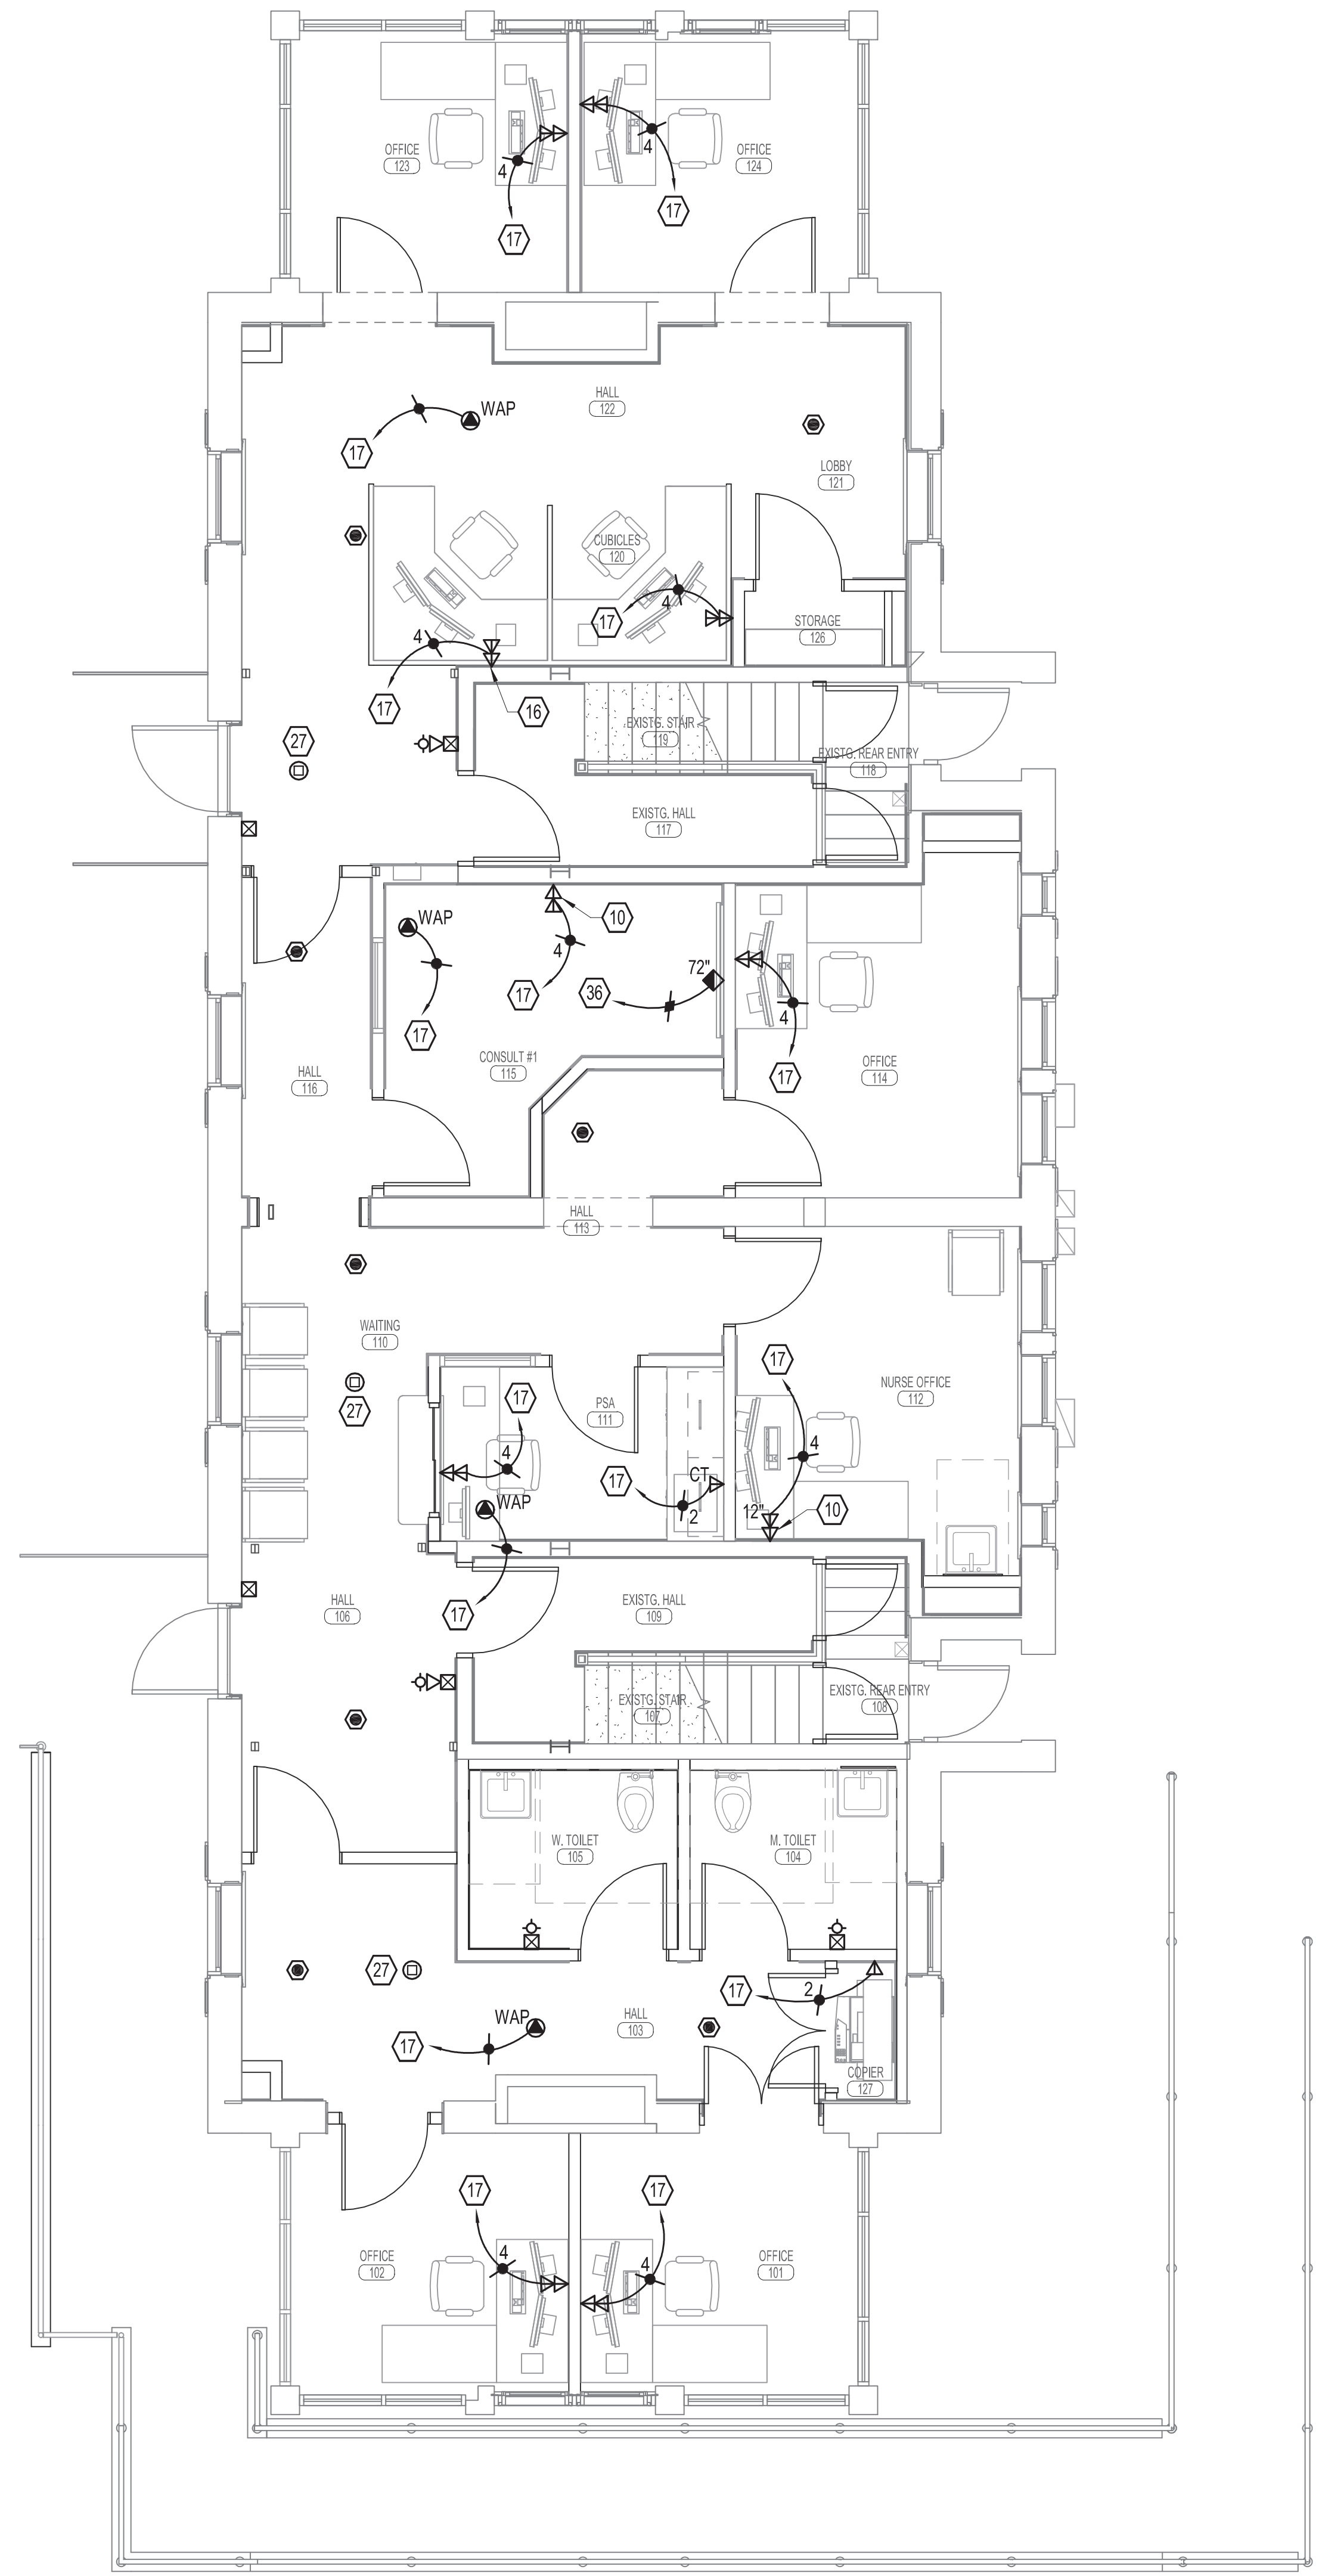 OFFICE
123
4
17
OFFICE
124
4
17
HALL
122
WAP
17
LOBBY
121
CUBICLES
120
4
17
4
17
16
STORAGE
126
27
EXISTG. STAIR
119
EXISTG. REAR ENTRY
118
EXISTG. HALL
117
WAP
17
10
4
17
36
72"
4
17
CONSULT #1
115
OFFICE
114
HALL
116
HALL
113
WAITING
110
27
17
PSA
111
4
17
CT
2
WAP
17
17
NURSE OFFICE
112
4
12"
10
HALL
106
EXISTG. HALL
109
EXISTG. STAIR
107
EXISTG. REAR ENTRY
108
W. TOILET
105
M. TOILET
104
27
17
2
HALL
103
WAP
17
COPIER
127
17
17
OFFICE
102
4
4
OFFICE
101